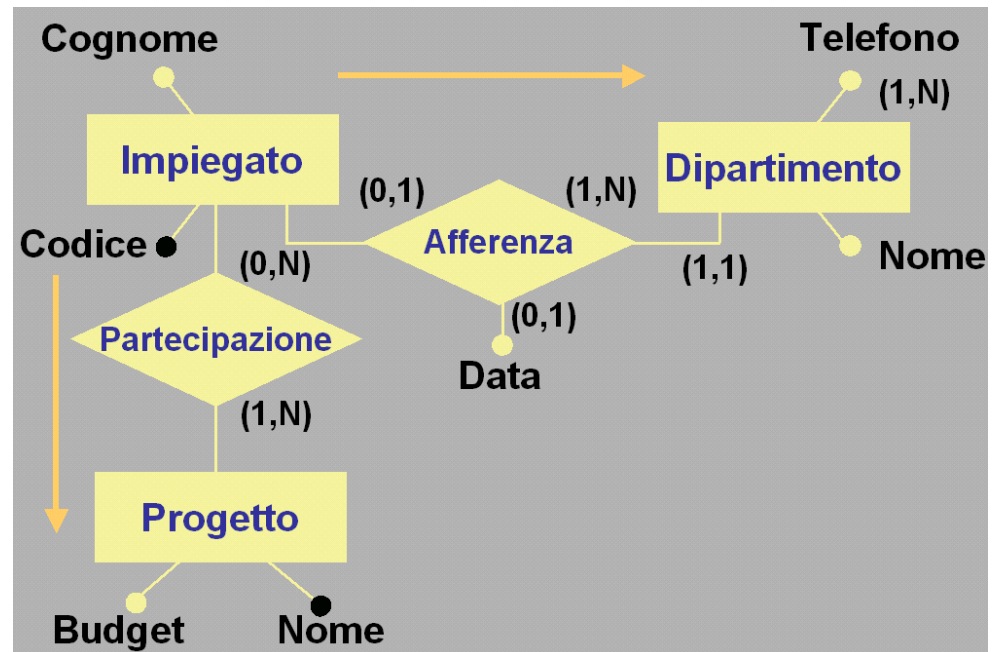 Cognome
Telefono
(1,N)
Impiegato
Dipartimento
(0,1)
(1,N)
Afferenza
Codice
(0,N)
(1,1)
Nome
(0,1)
Partecipazione
Data
(1,N)
Progetto
Budget
Nome